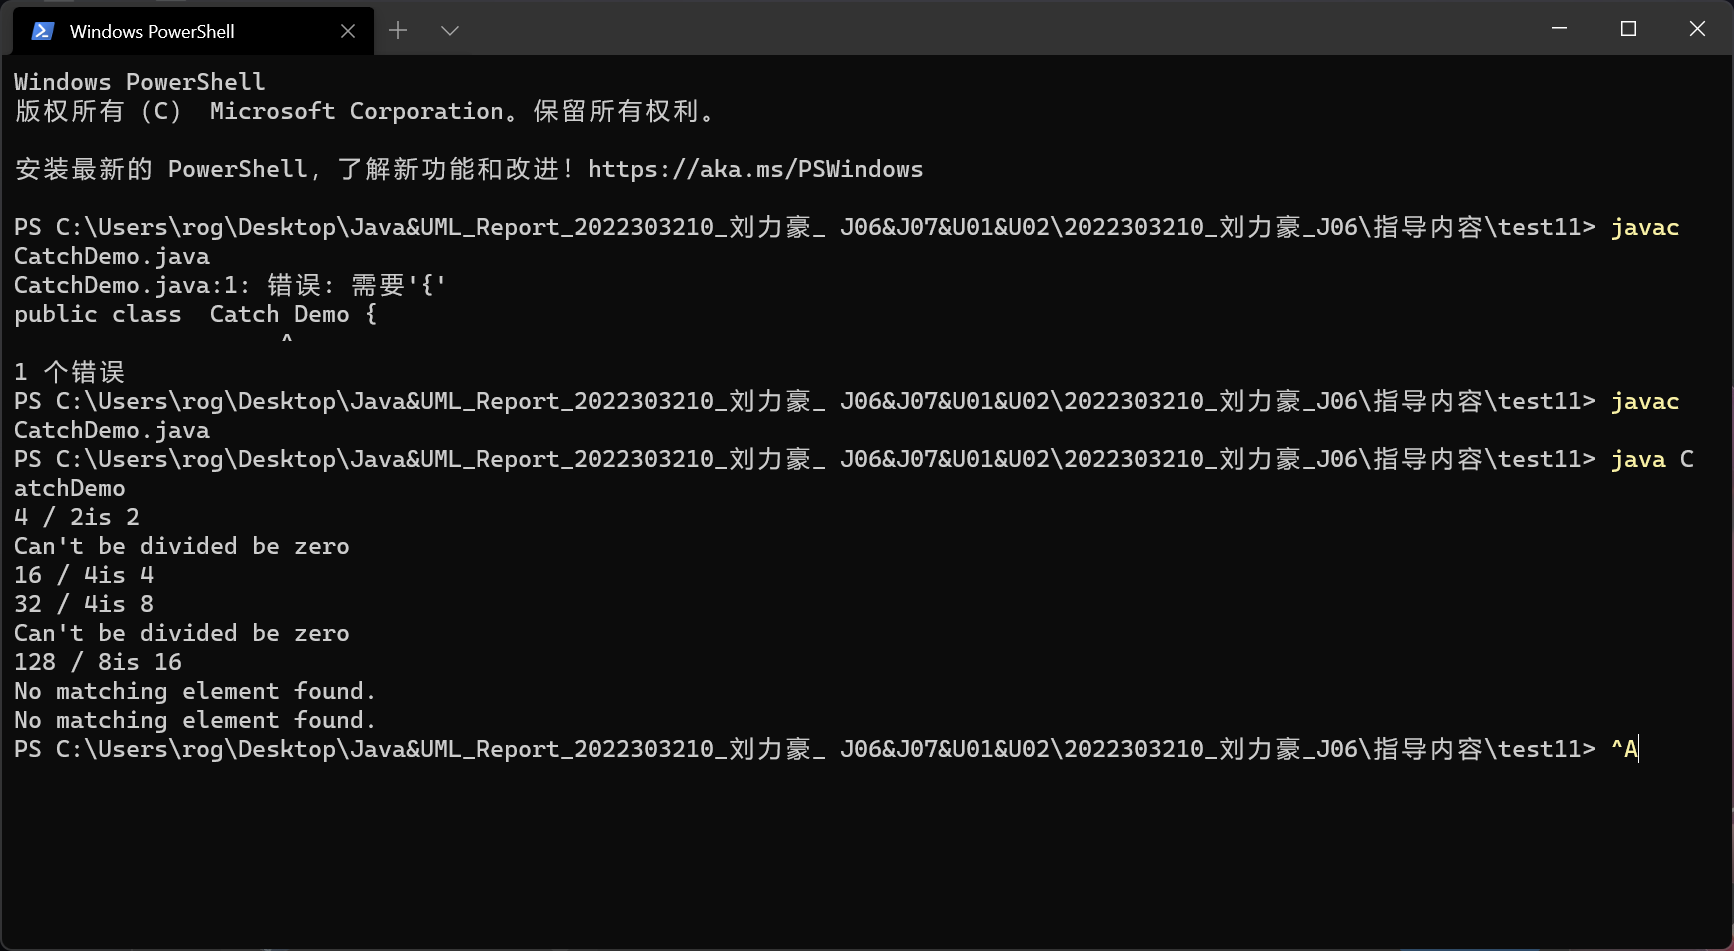 Windows PowerShell
Windows PowerShell
版权所有（C） Microsoft Corporation。保留所有权利。
安装最新的 PowerShell，了解新功能和改进！https://aka.ms/PSWindows
PS C:\Users\rog\Desktop\Java&UML_Report_2022303210_刘力豪_ J06&J07&U01&U02\2022303210_刘力豪_J06\指导内容\test11> javac
CatchDemo.java
CatchDemo.java:1: 错误: 需要'{'
public class  Catch Demo {
^
1 个错误
PS C:\Users\rog\Desktop\Java&UML_Report_2022303210_刘力豪_ J06&J07&U01&U02\2022303210_刘力豪_J06\指导内容\test11> javac
CatchDemo.java
PS C:\Users\rog\Desktop\Java&UML_Report_2022303210_刘力豪_ J06&J07&U01&U02\2022303210_刘力豪_J06\指导内容\test11> java C
atchDemo
4 / 2is 2
Can't be divided be zero
16 / 4is 4
32 / 4is 8
Can't be divided be zero
128 / 8is 16
No matching element found.
No matching element found.
PS C:\Users\rog\Desktop\Java&UML_Report_2022303210_刘力豪_ J06&J07&U01&U02\2022303210_刘力豪_J06\指导内容\test11> ^A